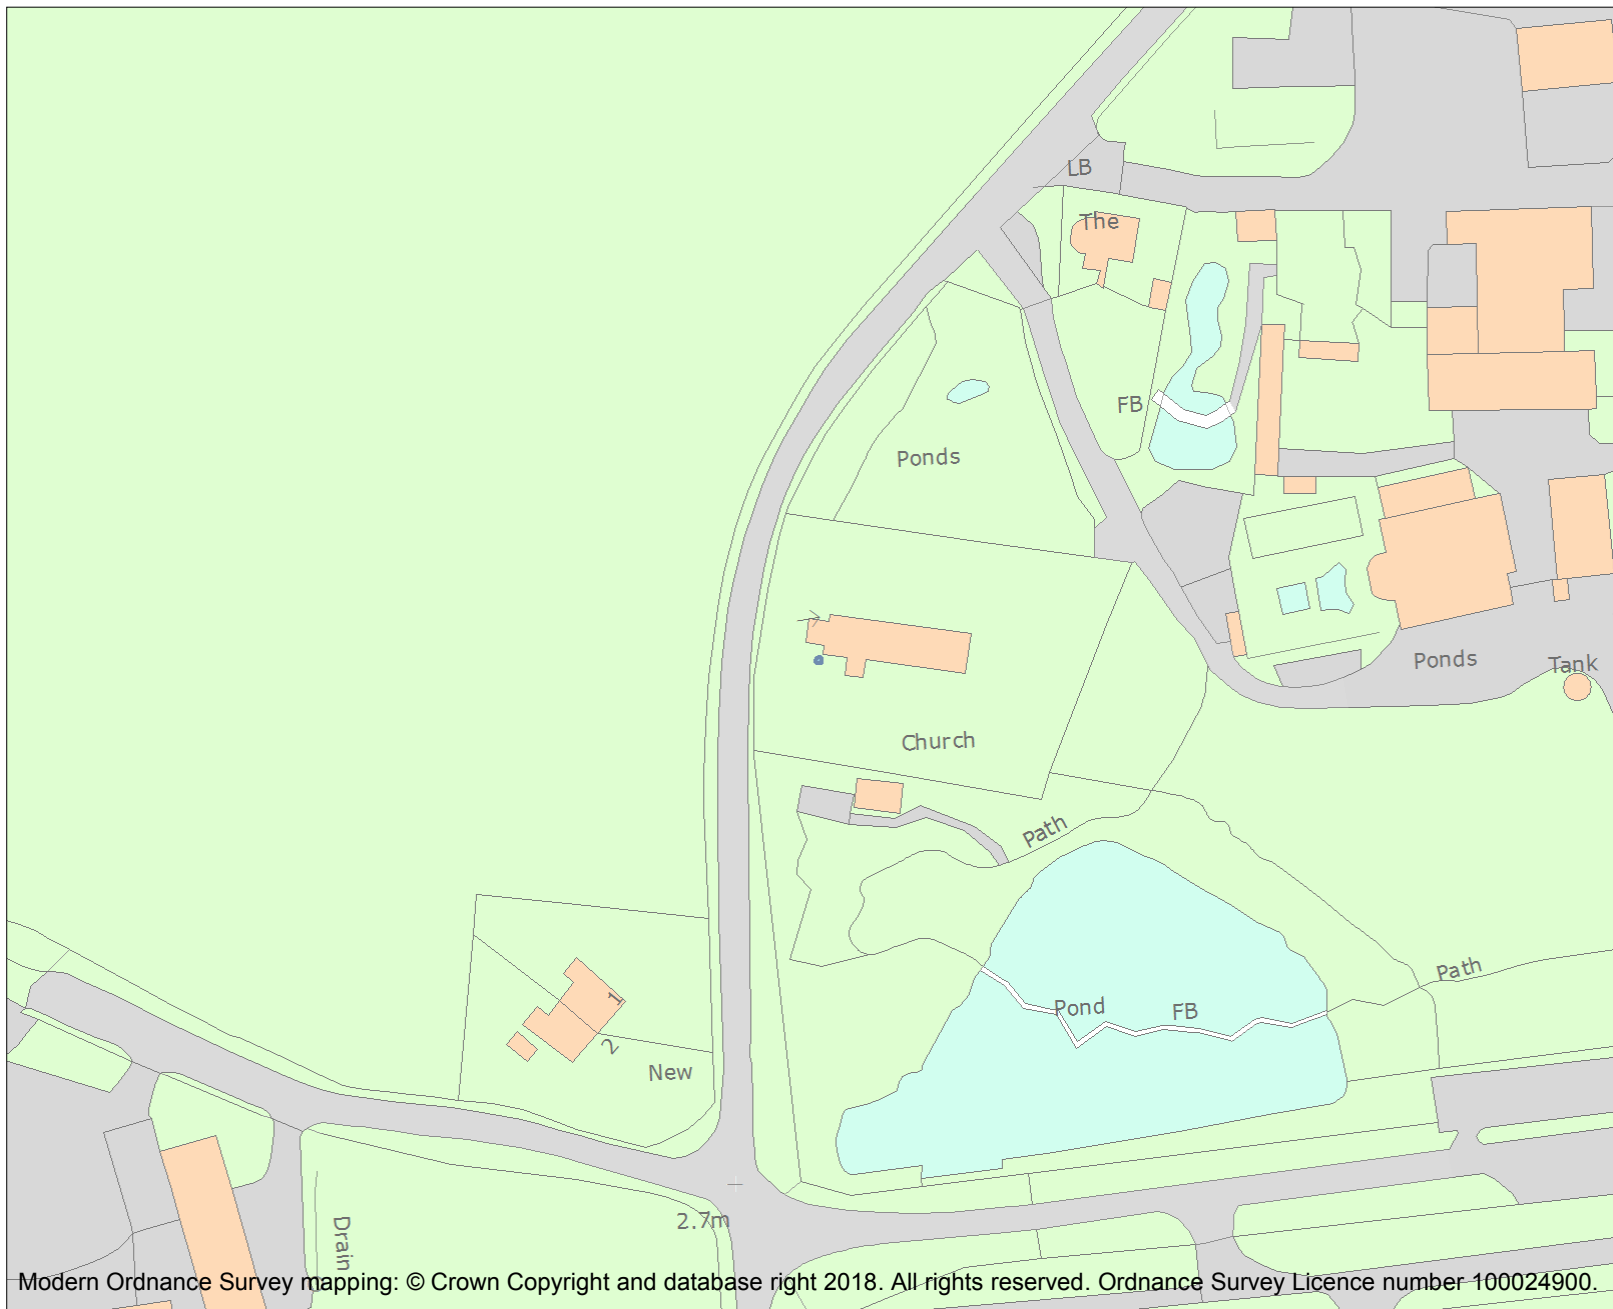 LB
The
FB
Ponds
Ponds
Tank
Church
Path
Path
Pond
FB
1
2
New
2.7m
Drain
Modern Ordnance Survey mapping: © Crown Copyright and database right 2018. All rights reserved. Ordnance Survey Licence number 100024900.